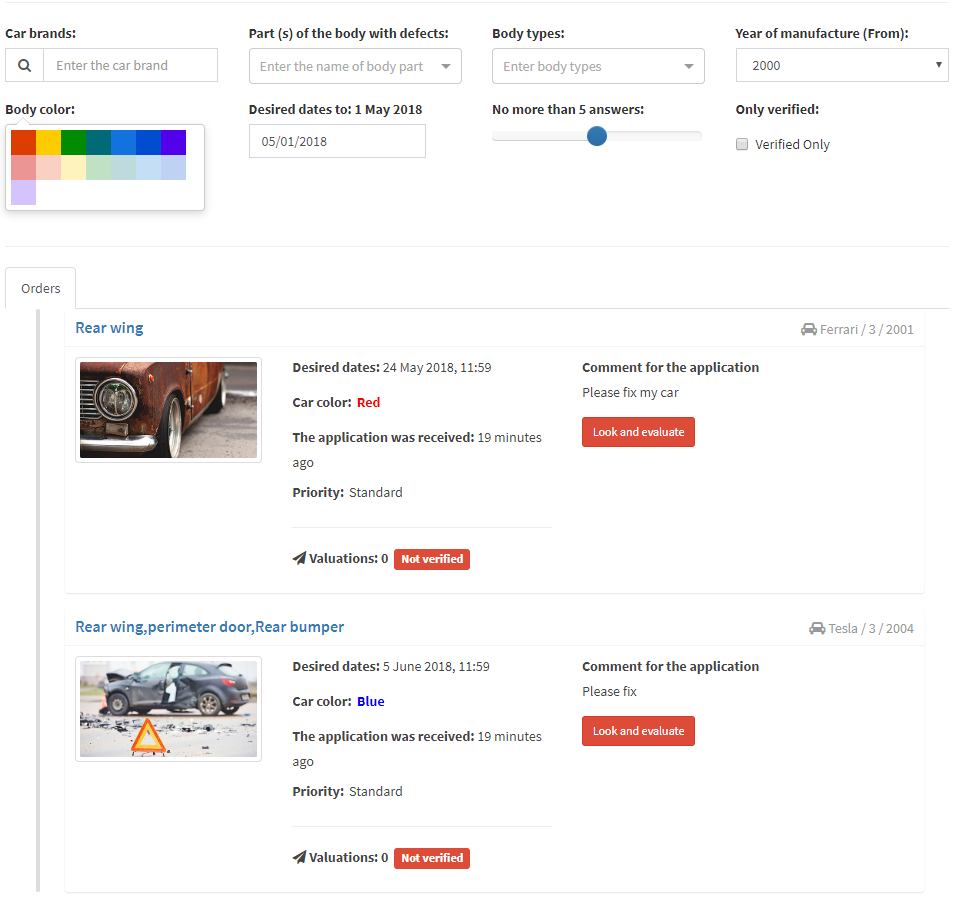 Car brands:
Part (s) of the body with defects:
Body types:
Year of manufacture (From):
Enter the car brand
Enter the name of body part
Enter body types
2000
Body color:
Desired dates to: 1 May 2018
No more than 5 answers:
Only verified:
05/01/2018
Verified Only
Orders
Rear wing
Ferrari / 3 / 2001
Desired dates: 24 May 2018, 11:59
Car color: Red
The application was received: 19 minutes
ago
Priority: Standard
Valuations: 0 Not verified
Comment for the application
Please fix my car
Look and evaluate
Rear wing,perimeter door,Rear bumper
Tesla / 3 / 2004
Desired dates: 5 June 2018, 11:59
Car color: Blue
The application was received: 19 minutes
ago
Priority: Standard
Valuations: 0 Not verified
Comment for the application
Please fix
Look and evaluate